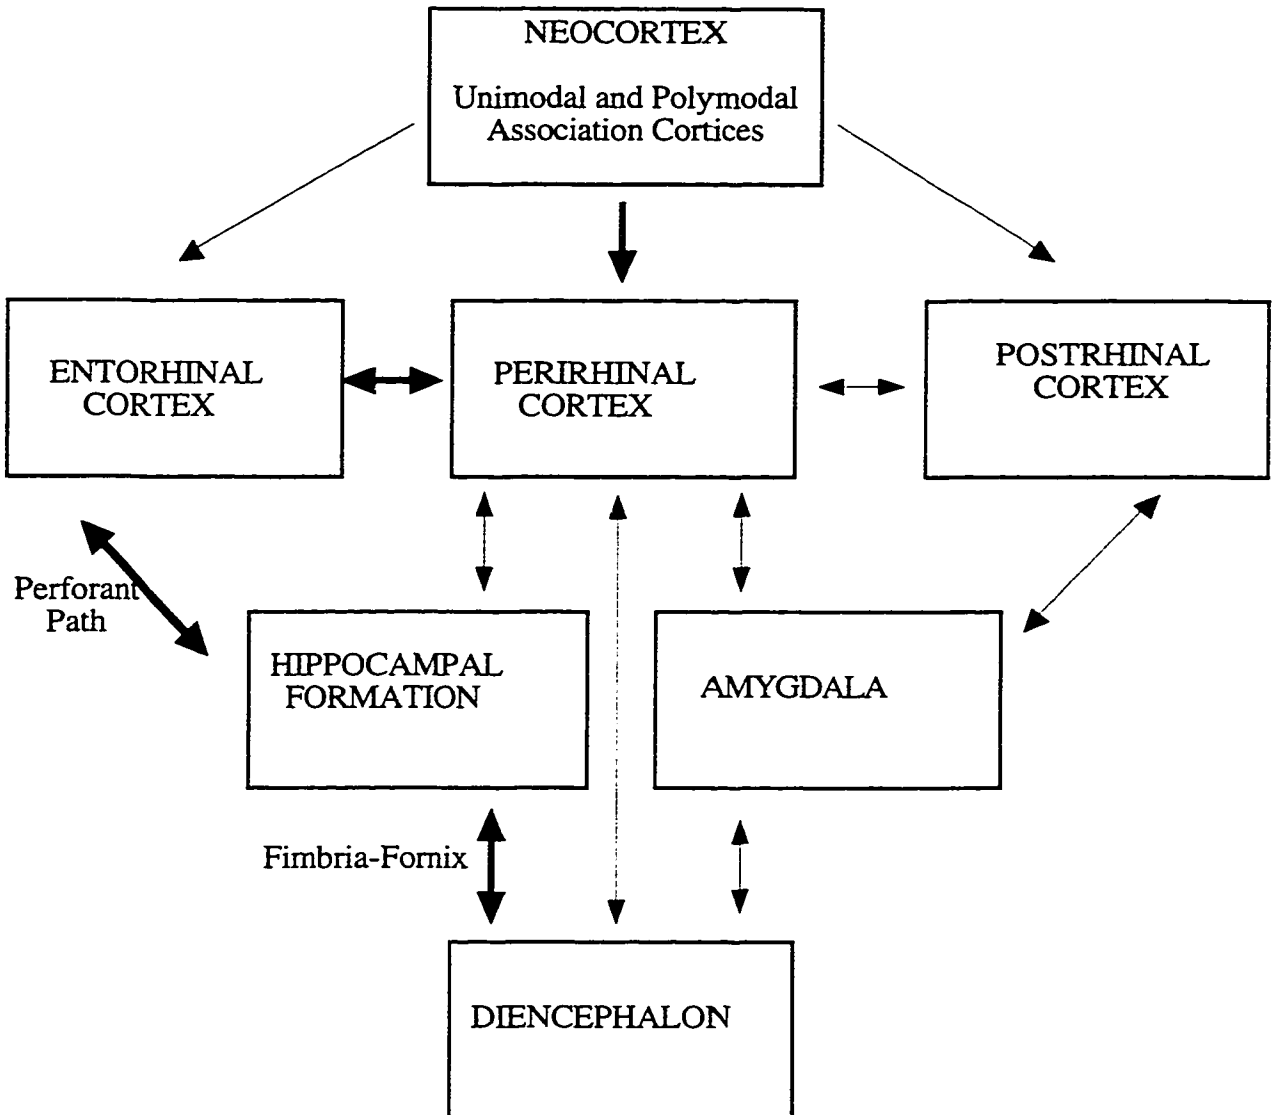 NEOCORTEX
Unimodal and Polymodal
Association Cortices
ENTORHINAL
CORTEX
PERIRHINAL
CORTEX
POSTRHINAL
CORTEX
Perforant
Path
HIPPOCAMPAL
FORMATION
AMYGDALA
Fimbria-Fornix
DIENCEPHALON